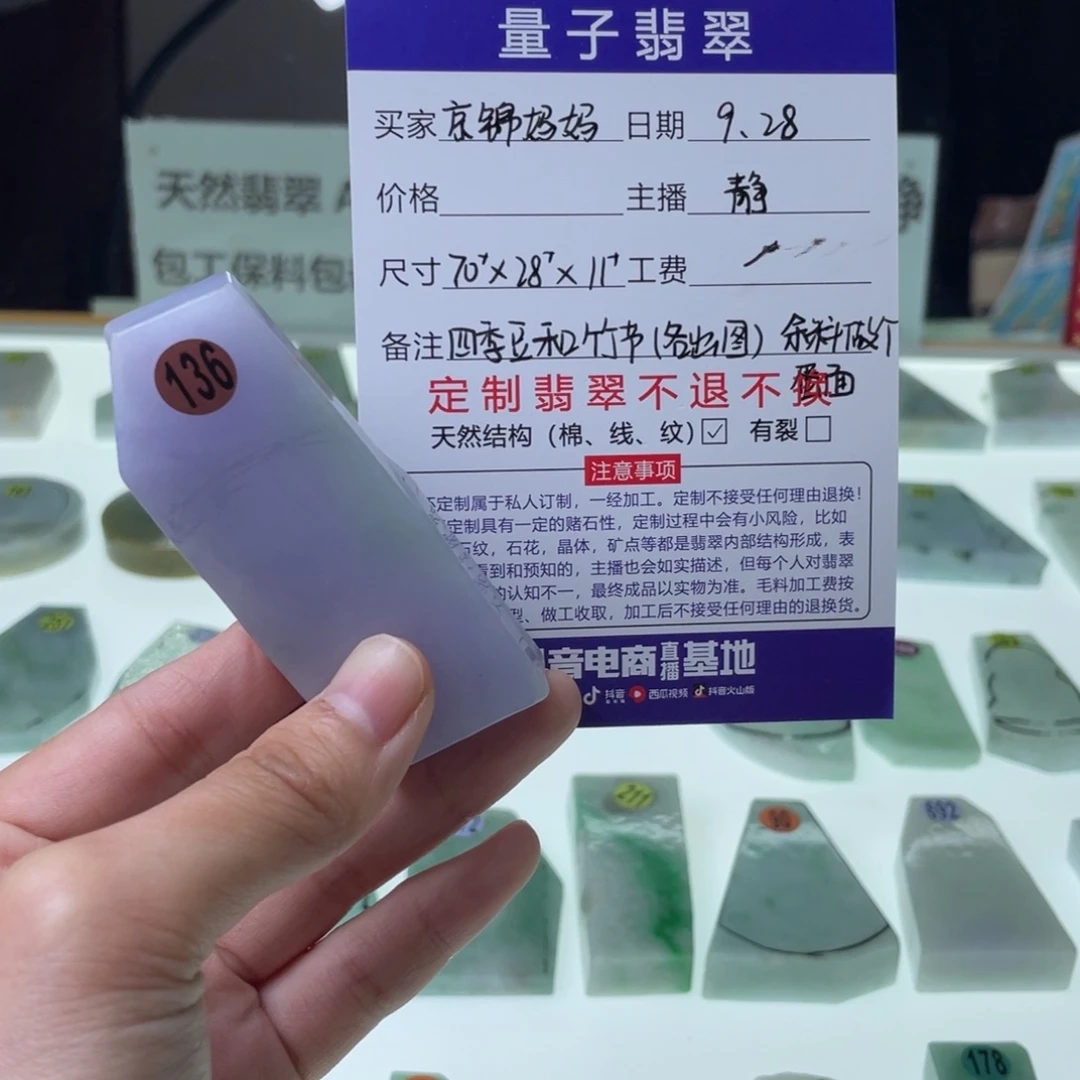 量子翡翠
买家 京锦妈妈 日期 9、28
价格 主播 静
尺寸 70⁺×28⁺×11⁺ 工费
备注 四季豆和竹节(各出图) 余料做个
蛋面
定制翡翠不退不换
天然结构(棉、线、纹)☑ 有裂□
注意事项
定制属于私人订制,一经加工。定制不接受任何理由退换!
定制具有一定的赌石性,定制过程中会有小风险,比如
石纹,石花,晶体,矿点等都是翡翠内部结构形成,表
看到和预知的,主播也会如实描述,但每个人对翡翠
的认知不一,最终成品以实物为准。毛料加工费按
型、做工收取,加工后不接受任何理由的退换货。
音电商直播基地
抖音 西瓜视频 抖音火山版
天然翡翠 A
包工保料包
136
211
892
178